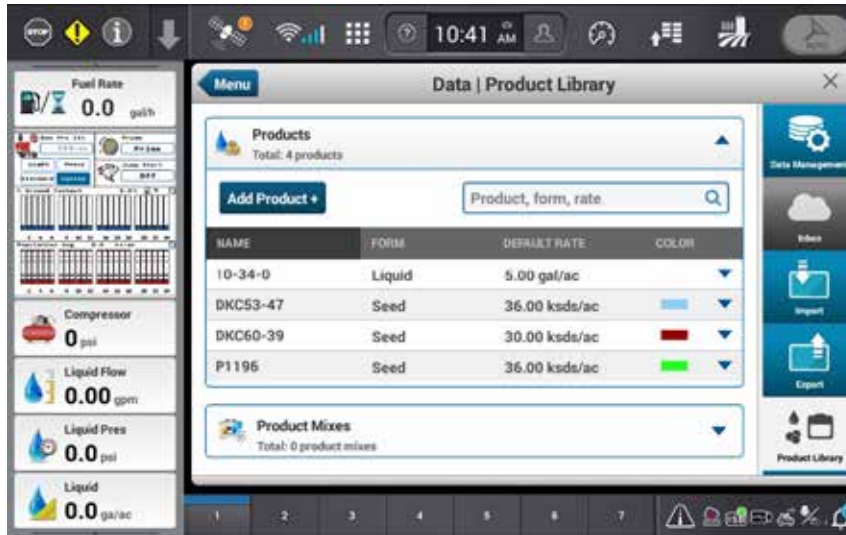 STOP
10:41 AM
Fuel Rate
0.0 gal/h
Compressor
0 psi
Liquid Flow
0.00 gpm
Liquid Pres
0.0 psi
Liquid
0.0 ga/ac
Menu
Data | Product Library
Products
Total: 4 products
Add Product +
Product, form, rate
NAME FORM DEFAULT RATE COLOR
10-34-0 Liquid 5.00 gal/ac
DKC53-47 Seed 36.00 ksds/ac
DKC60-39 Seed 30.00 ksds/ac
P1196 Seed 36.00 ksds/ac
Product Mixes
Total: 0 product mixes
Data Management
Inbox
Import
Export
Product Library
1 2 3 4 5 6 7